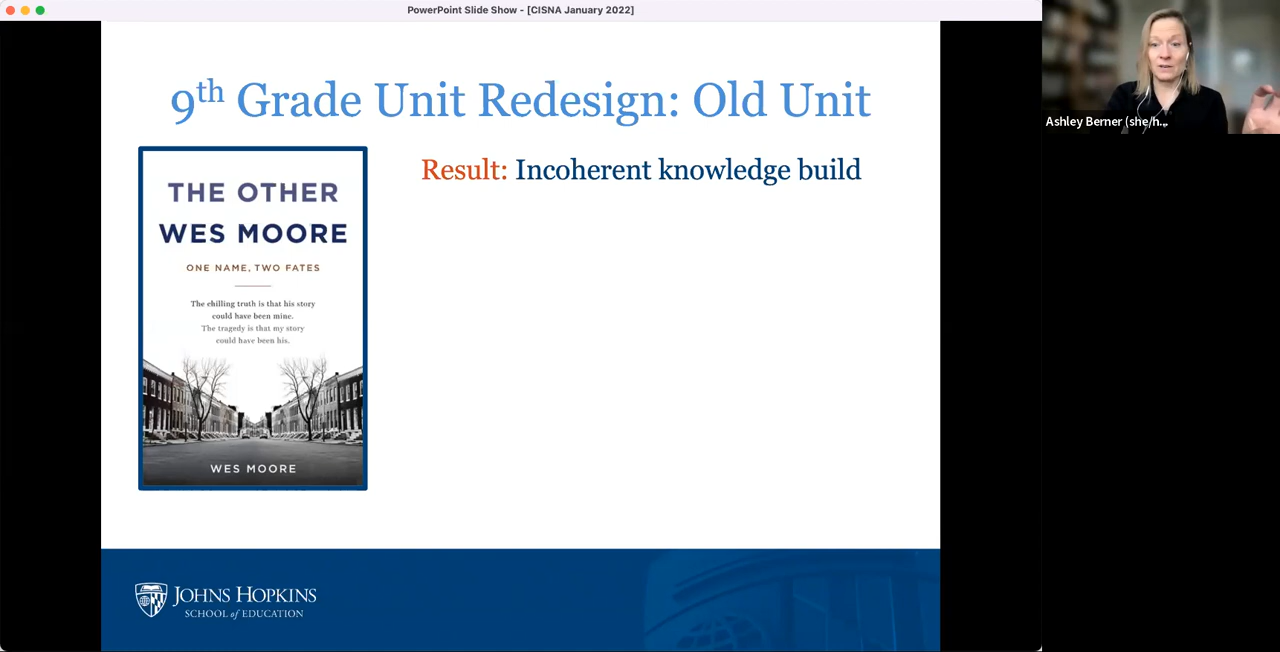 PowerPoint Slide Show - [CISNA January 2022]
Ashley Berner (she/h...
9th Grade Unit Redesign: Old Unit
Result: Incoherent knowledge build
THE OTHER
WES MOORE
ONE NAME, TWO FATES
The chilling truth is that his story
could have been mine.
The tragedy is that my story
could have been his.
WES MOORE
JOHNS HOPKINS
SCHOOL of EDUCATION